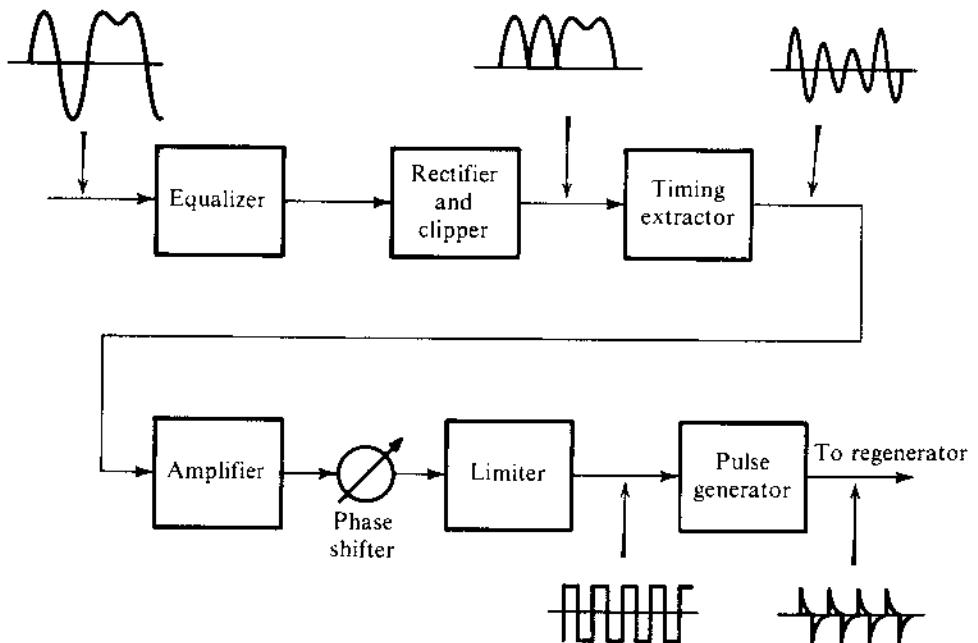 Equalizer
Rectifier
and
clipper
Timing
extractor
Amplifier
Phase
shifter
Limiter
Pulse
generator
To regenerator